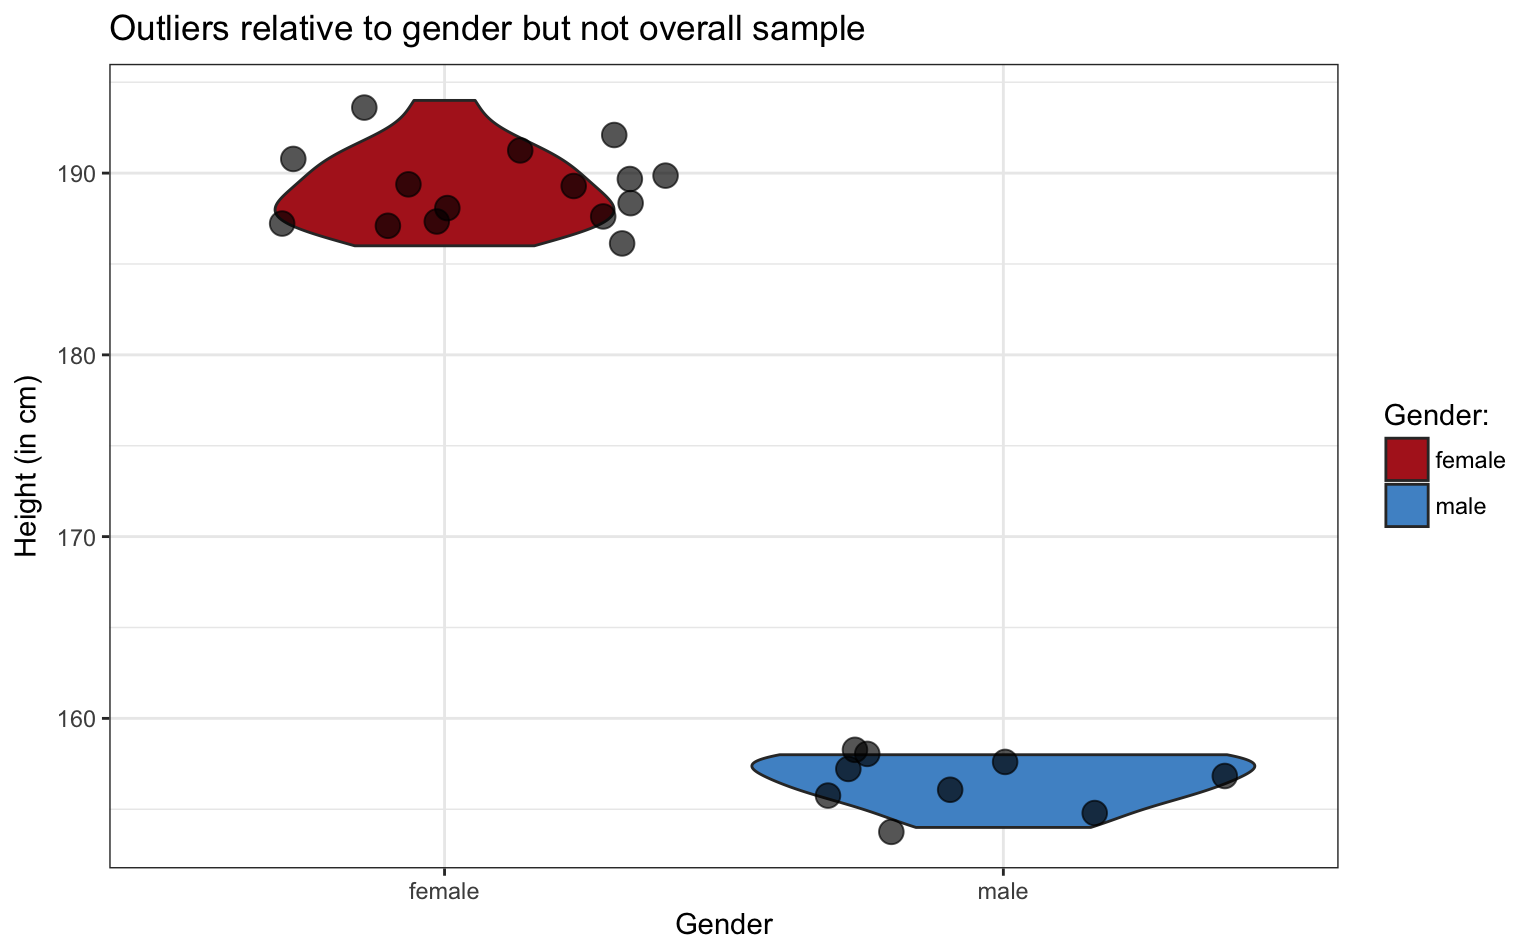 Outliers relative to gender but not overall sample
190
180
170
160
Height (in cm)
female
male
Gender
Gender:
female
male